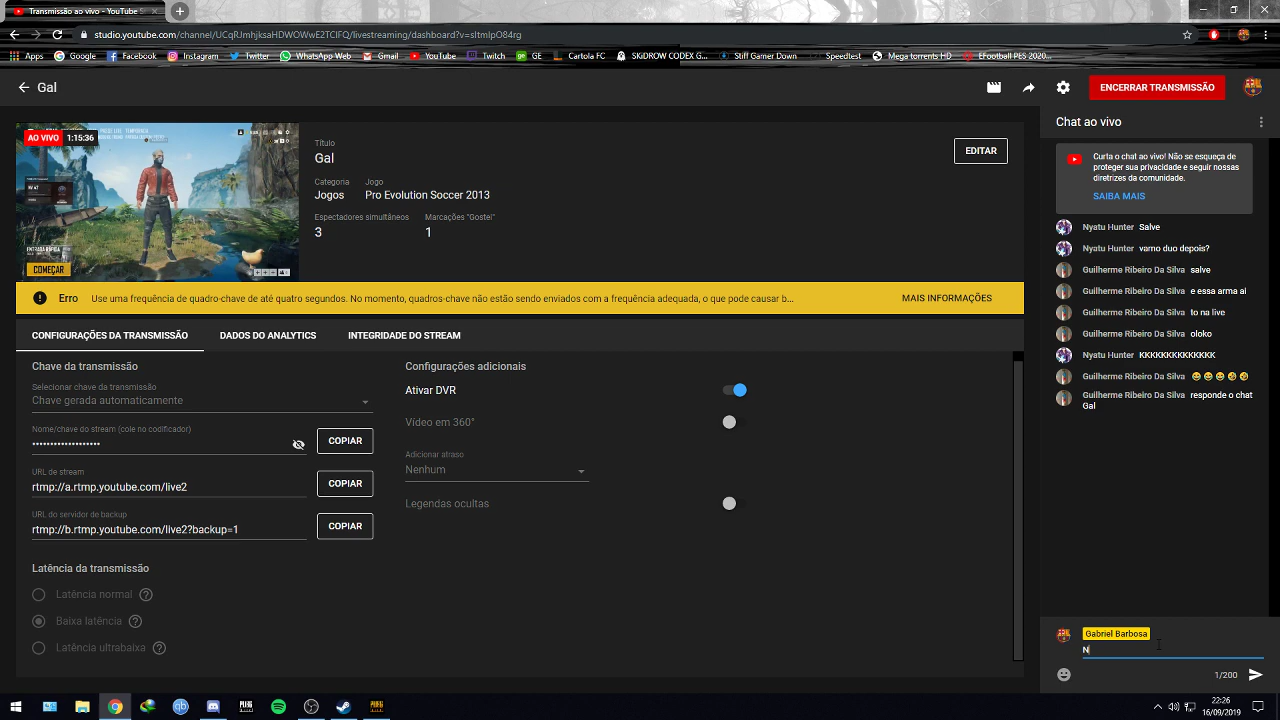 Transmissão ao vivo - YouTube S
studio.youtube.com/channel/UCqRJmhjksaHDWOWwE2TClFQ/livestreaming/dashboard?v=sltmlpO84rg
Apps Google Facebook Instagram Twitter WhatsApp Web Gmail YouTube Twitch GE Cartola FC SKiDROW CODEX G... Stiff Gamer Down Speedtest Mega torrents HD EFootball PES 2020...
Gal
ENCERRAR TRANSMISSÃO
AO VIVO 1:15:36
COMEÇAR
Título
Gal
EDITAR
Categoria Jogo
Jogos Pro Evolution Soccer 2013
Espectadores simultâneos Marcações "Gostei"
3 1
Erro Use uma frequência de quadro-chave de até quatro segundos. No momento, quadros-chave não estão sendo enviados com a frequência adequada, o que pode causar b... MAIS INFORMAÇÕES
CONFIGURAÇÕES DA TRANSMISSÃO DADOS DO ANALYTICS INTEGRIDADE DO STREAM
Chave da transmissão
Selecionar chave da transmissão
Chave gerada automaticamente
Nome/chave do stream (cole no codificador)
•••••••••••••••••••
COPIAR
URL de stream
rtmp://a.rtmp.youtube.com/live2
COPIAR
URL do servidor de backup
rtmp://b.rtmp.youtube.com/live2?backup=1
COPIAR
Latência da transmissão
Latência normal
Baixa latência
Latência ultrabaixa
Configurações adicionais
Ativar DVR
Vídeo em 360°
Adicionar atraso
Nenhum
Legendas ocultas
Chat ao vivo
Curta o chat ao vivo! Não se esqueça de
proteger sua privacidade e seguir nossas
diretrizes da comunidade.
SAIBA MAIS
Nyatu Hunter Salve
Nyatu Hunter vamo duo depois?
Guilherme Ribeiro Da Silva salve
Guilherme Ribeiro Da Silva e essa arma ai
Guilherme Ribeiro Da Silva to na live
Guilherme Ribeiro Da Silva oloko
Nyatu Hunter KKKKKKKKKKKKK
Guilherme Ribeiro Da Silva 😂😂😂🤣🤣
Guilherme Ribeiro Da Silva responde o chat
Gal
Gabriel Barbosa
N
1/200
22:26
16/09/2019